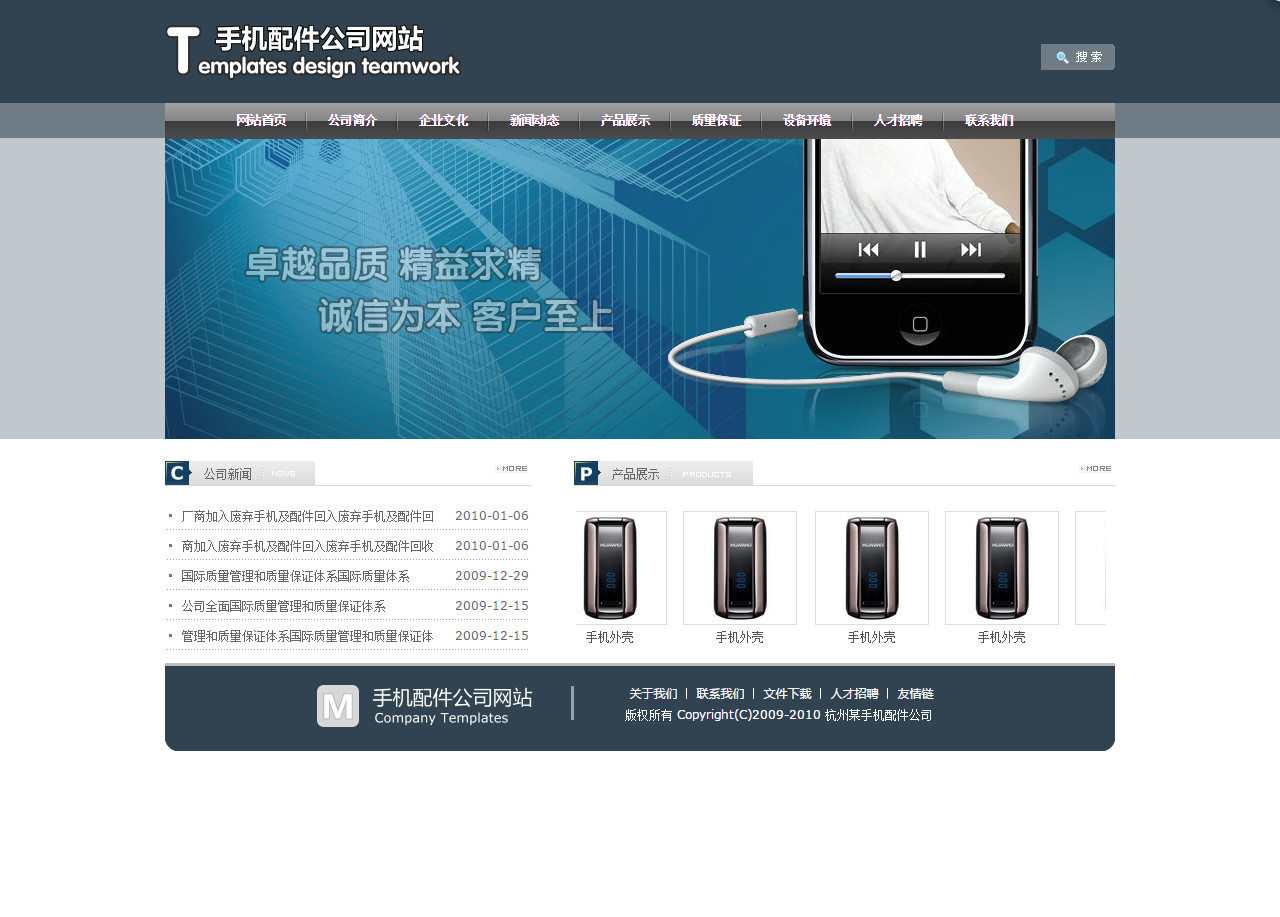 T 手机配件公司网站
emplates design teamwork
搜 索
网站首页 公司简介 企业文化 新闻动态 产品展示 质量保证 设备环境 人才招聘 联系我们
卓越品质 精益求精
诚信为本 客户至上
C 公司新闻 NEWS › MORE
厂商加入废弃手机及配件回入废弃手机及配件回 2010-01-06
商加入废弃手机及配件回入废弃手机及配件回收 2010-01-06
国际质量管理和质量保证体系国际质量体系 2009-12-29
公司全面国际质量管理和质量保证体系 2009-12-15
管理和质量保证体系国际质量管理和质量保证体 2009-12-15
P 产品展示 PRODUCTS › MORE
HUAWEI HUAWEI HUAWEI HUAWEI
手机外壳 手机外壳 手机外壳 手机外壳
M 手机配件公司网站
Company Templates
关于我们 | 联系我们 | 文件下载 | 人才招聘 | 友情链
版权所有 Copyright(C)2009-2010 杭州某手机配件公司